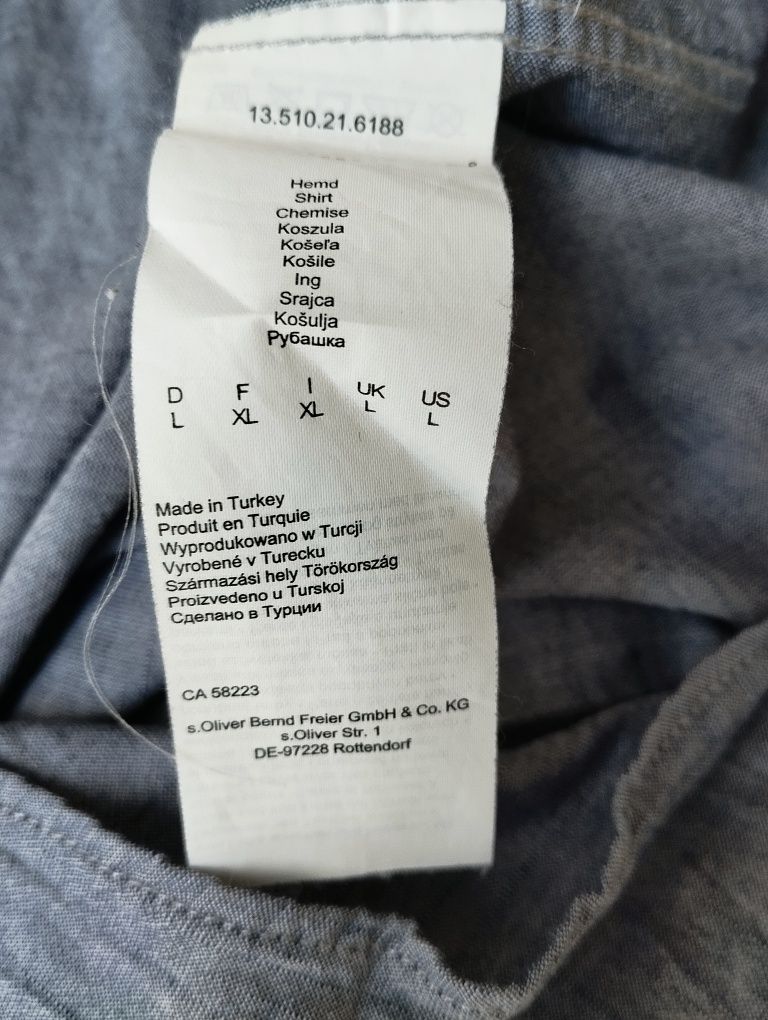 13.510.21.6188
Hemd
Shirt
Chemise
Koszula
Košeľa
Košile
Ing
Srajca
Košulja
Рубашка
D F I UK US
L XL XL L L
Made in Turkey
Produit en Turquie
Wyprodukowano w Turcji
Vyrobené v Turecku
Származási hely Törökország
Proizvedeno u Turskoj
Сделано в Турции
CA 58223
s.Oliver Bernd Freier GmbH & Co. KG
s.Oliver Str. 1
DE-97228 Rottendorf